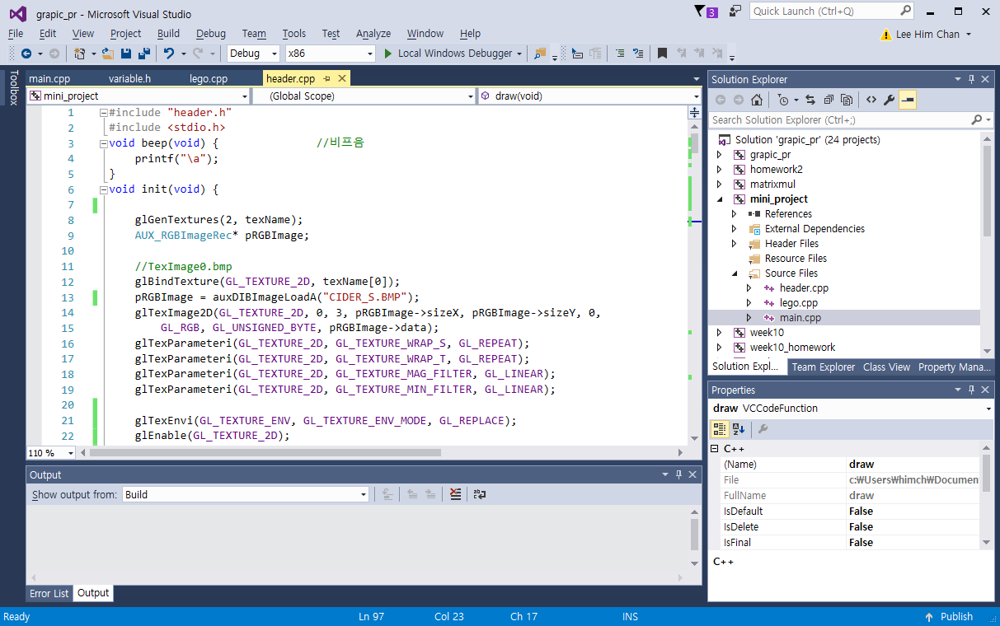 grapic_pr - Microsoft Visual Studio
3
Quick Launch (Ctrl+Q)
File Edit View Project Build Debug Team Tools Test Analyze Window Help
Lee Him Chan
Debug x86 Local Windows Debugger
Toolbox
main.cpp variable.h lego.cpp header.cpp
mini_project (Global Scope) draw(void)
1 #include "header.h"
2 #include <stdio.h>
3 void beep(void) { //비프음
4 printf("\a");
5 }
6 void init(void) {
7
8 glGenTextures(2, texName);
9 AUX_RGBImageRec* pRGBImage;
10
11 //TexImage0.bmp
12 glBindTexture(GL_TEXTURE_2D, texName[0]);
13 pRGBImage = auxDIBImageLoadA("CIDER_S.BMP");
14 glTexImage2D(GL_TEXTURE_2D, 0, 3, pRGBImage->sizeX, pRGBImage->sizeY, 0,
15 GL_RGB, GL_UNSIGNED_BYTE, pRGBImage->data);
16 glTexParameteri(GL_TEXTURE_2D, GL_TEXTURE_WRAP_S, GL_REPEAT);
17 glTexParameteri(GL_TEXTURE_2D, GL_TEXTURE_WRAP_T, GL_REPEAT);
18 glTexParameteri(GL_TEXTURE_2D, GL_TEXTURE_MAG_FILTER, GL_LINEAR);
19 glTexParameteri(GL_TEXTURE_2D, GL_TEXTURE_MIN_FILTER, GL_LINEAR);
20
21 glTexEnvi(GL_TEXTURE_ENV, GL_TEXTURE_ENV_MODE, GL_REPLACE);
22 glEnable(GL_TEXTURE_2D);
110 %
Output
Show output from: Build
Error List Output
Solution Explorer
Search Solution Explorer (Ctrl+;)
Solution 'grapic_pr' (24 projects)
grapic_pr
homework2
matrixmul
mini_project
References
External Dependencies
Header Files
Resource Files
Source Files
header.cpp
lego.cpp
main.cpp
week10
week10_homework
Solution Expl... Team Explorer Class View Property Mana...
Properties
draw VCCodeFunction
C++
(Name) draw
File c:₩Users₩himch₩Documen
FullName draw
IsDefault False
IsDelete False
IsFinal False
C++
Ready Ln 97 Col 23 Ch 17 INS Publish